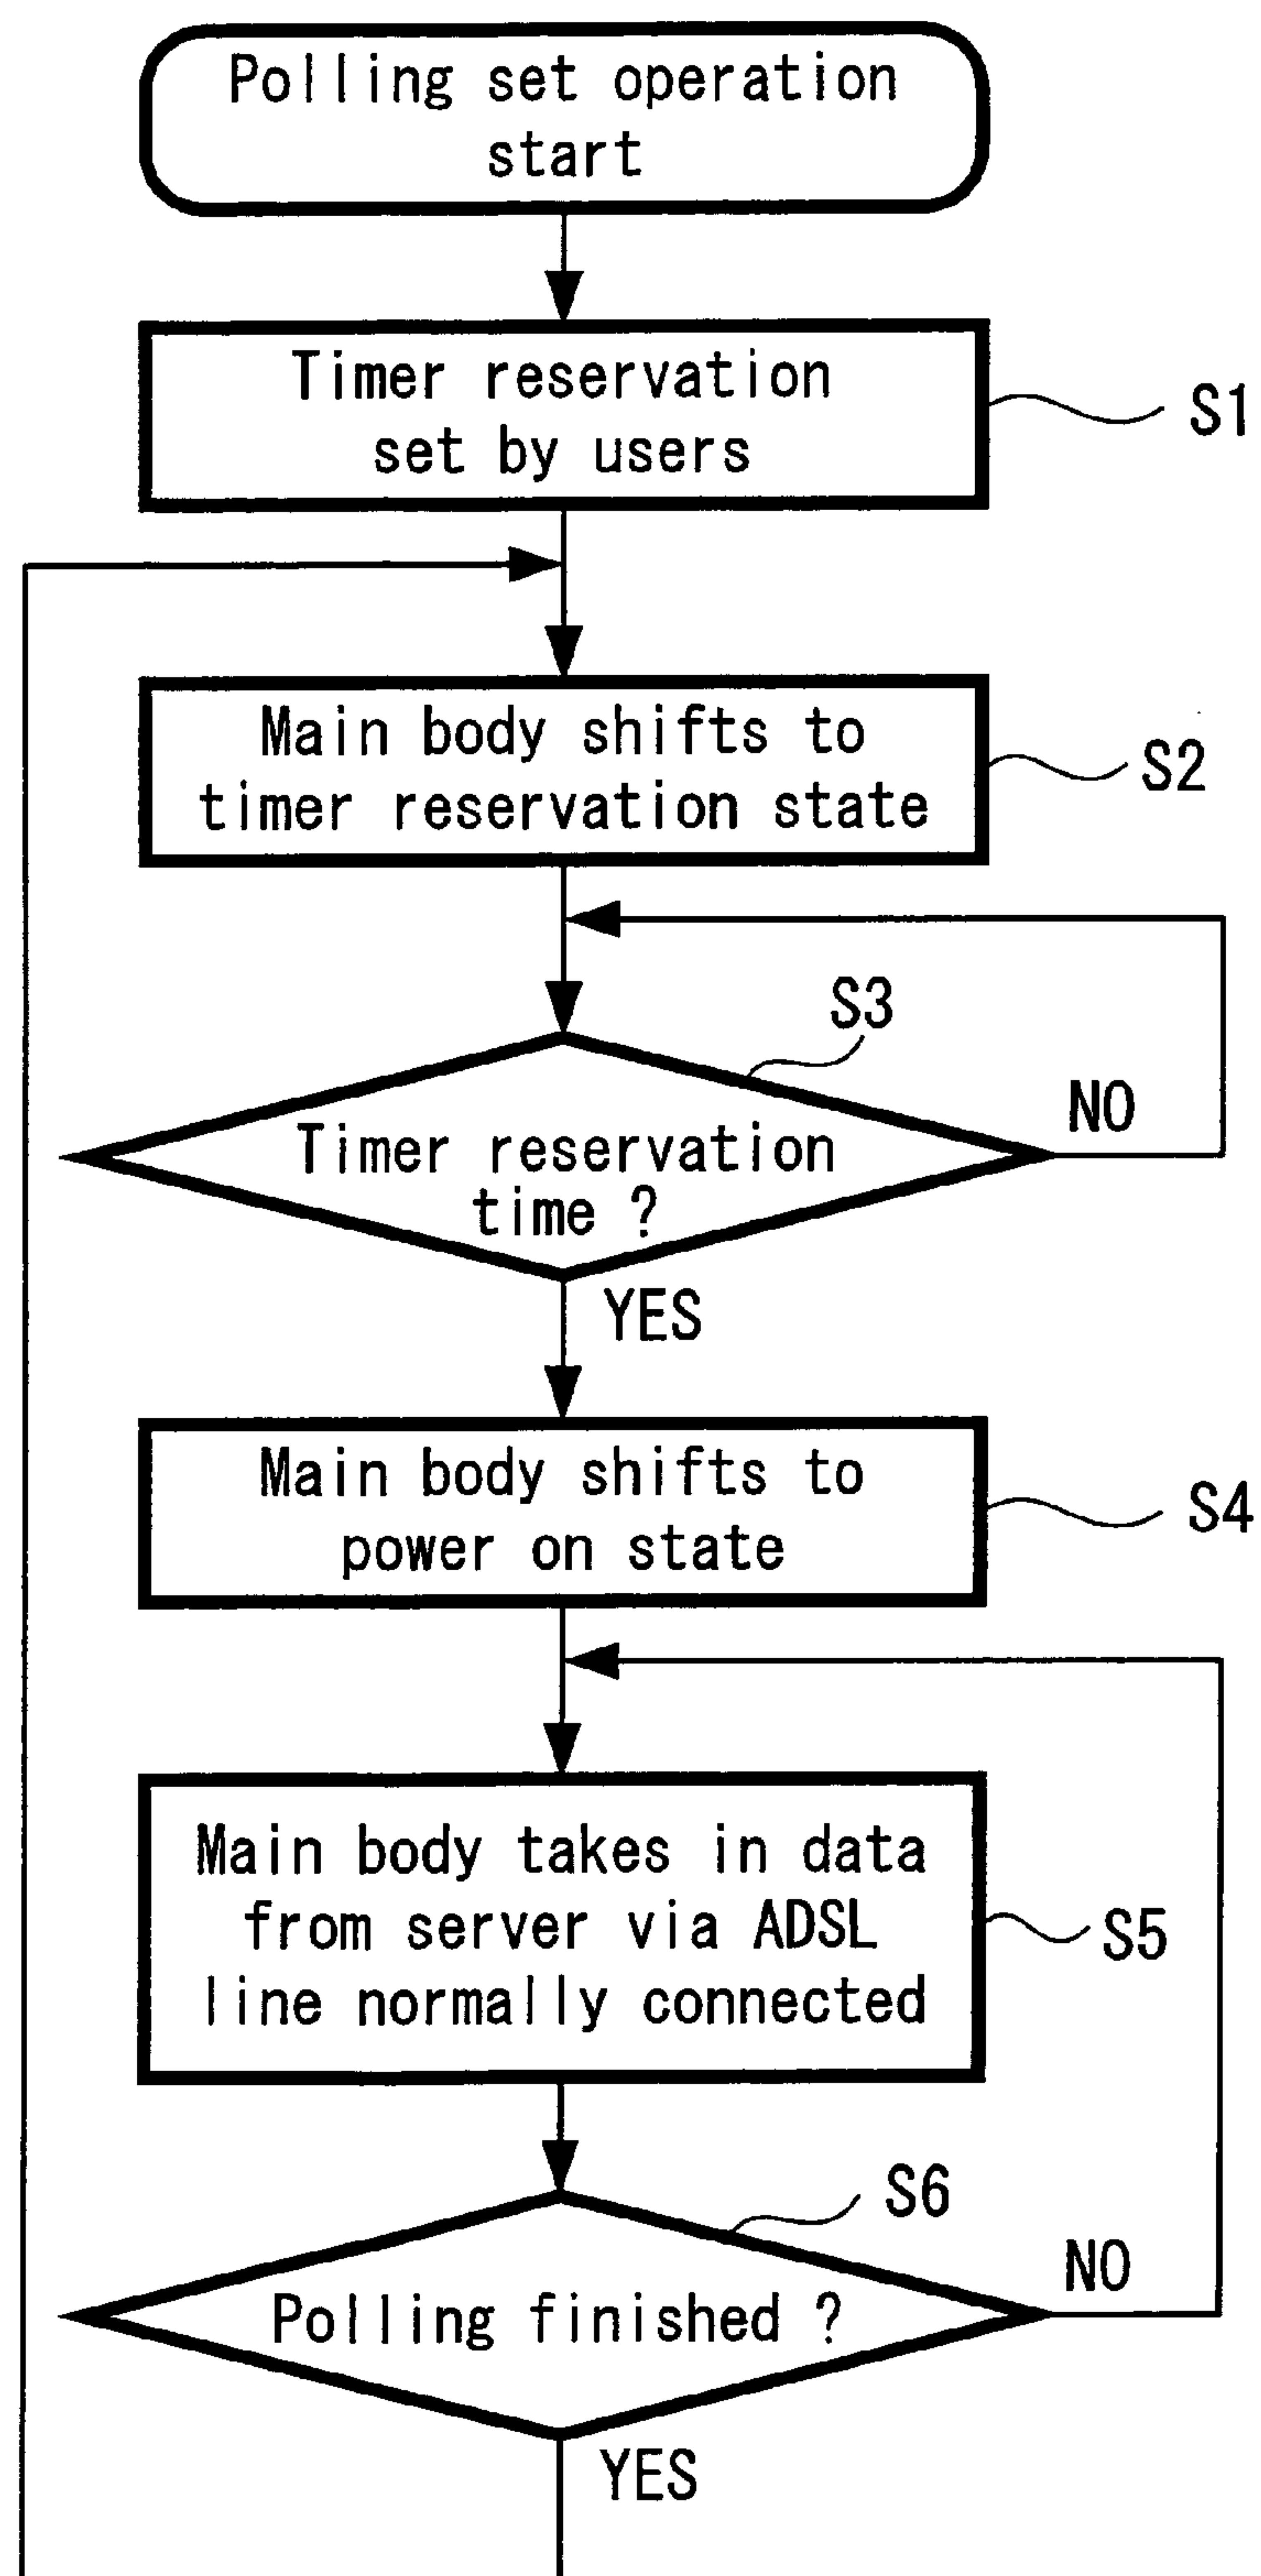 Polling set operation
start
Timer reservation
set by users
S1
Main body shifts to
timer reservation state
S2
S3
NO
Timer reservation
time ?
YES
Main body shifts to
power on state
S4
Main body takes in data
from server via ADSL
line normally connected
S5
S6
NO
Polling finished ?
YES